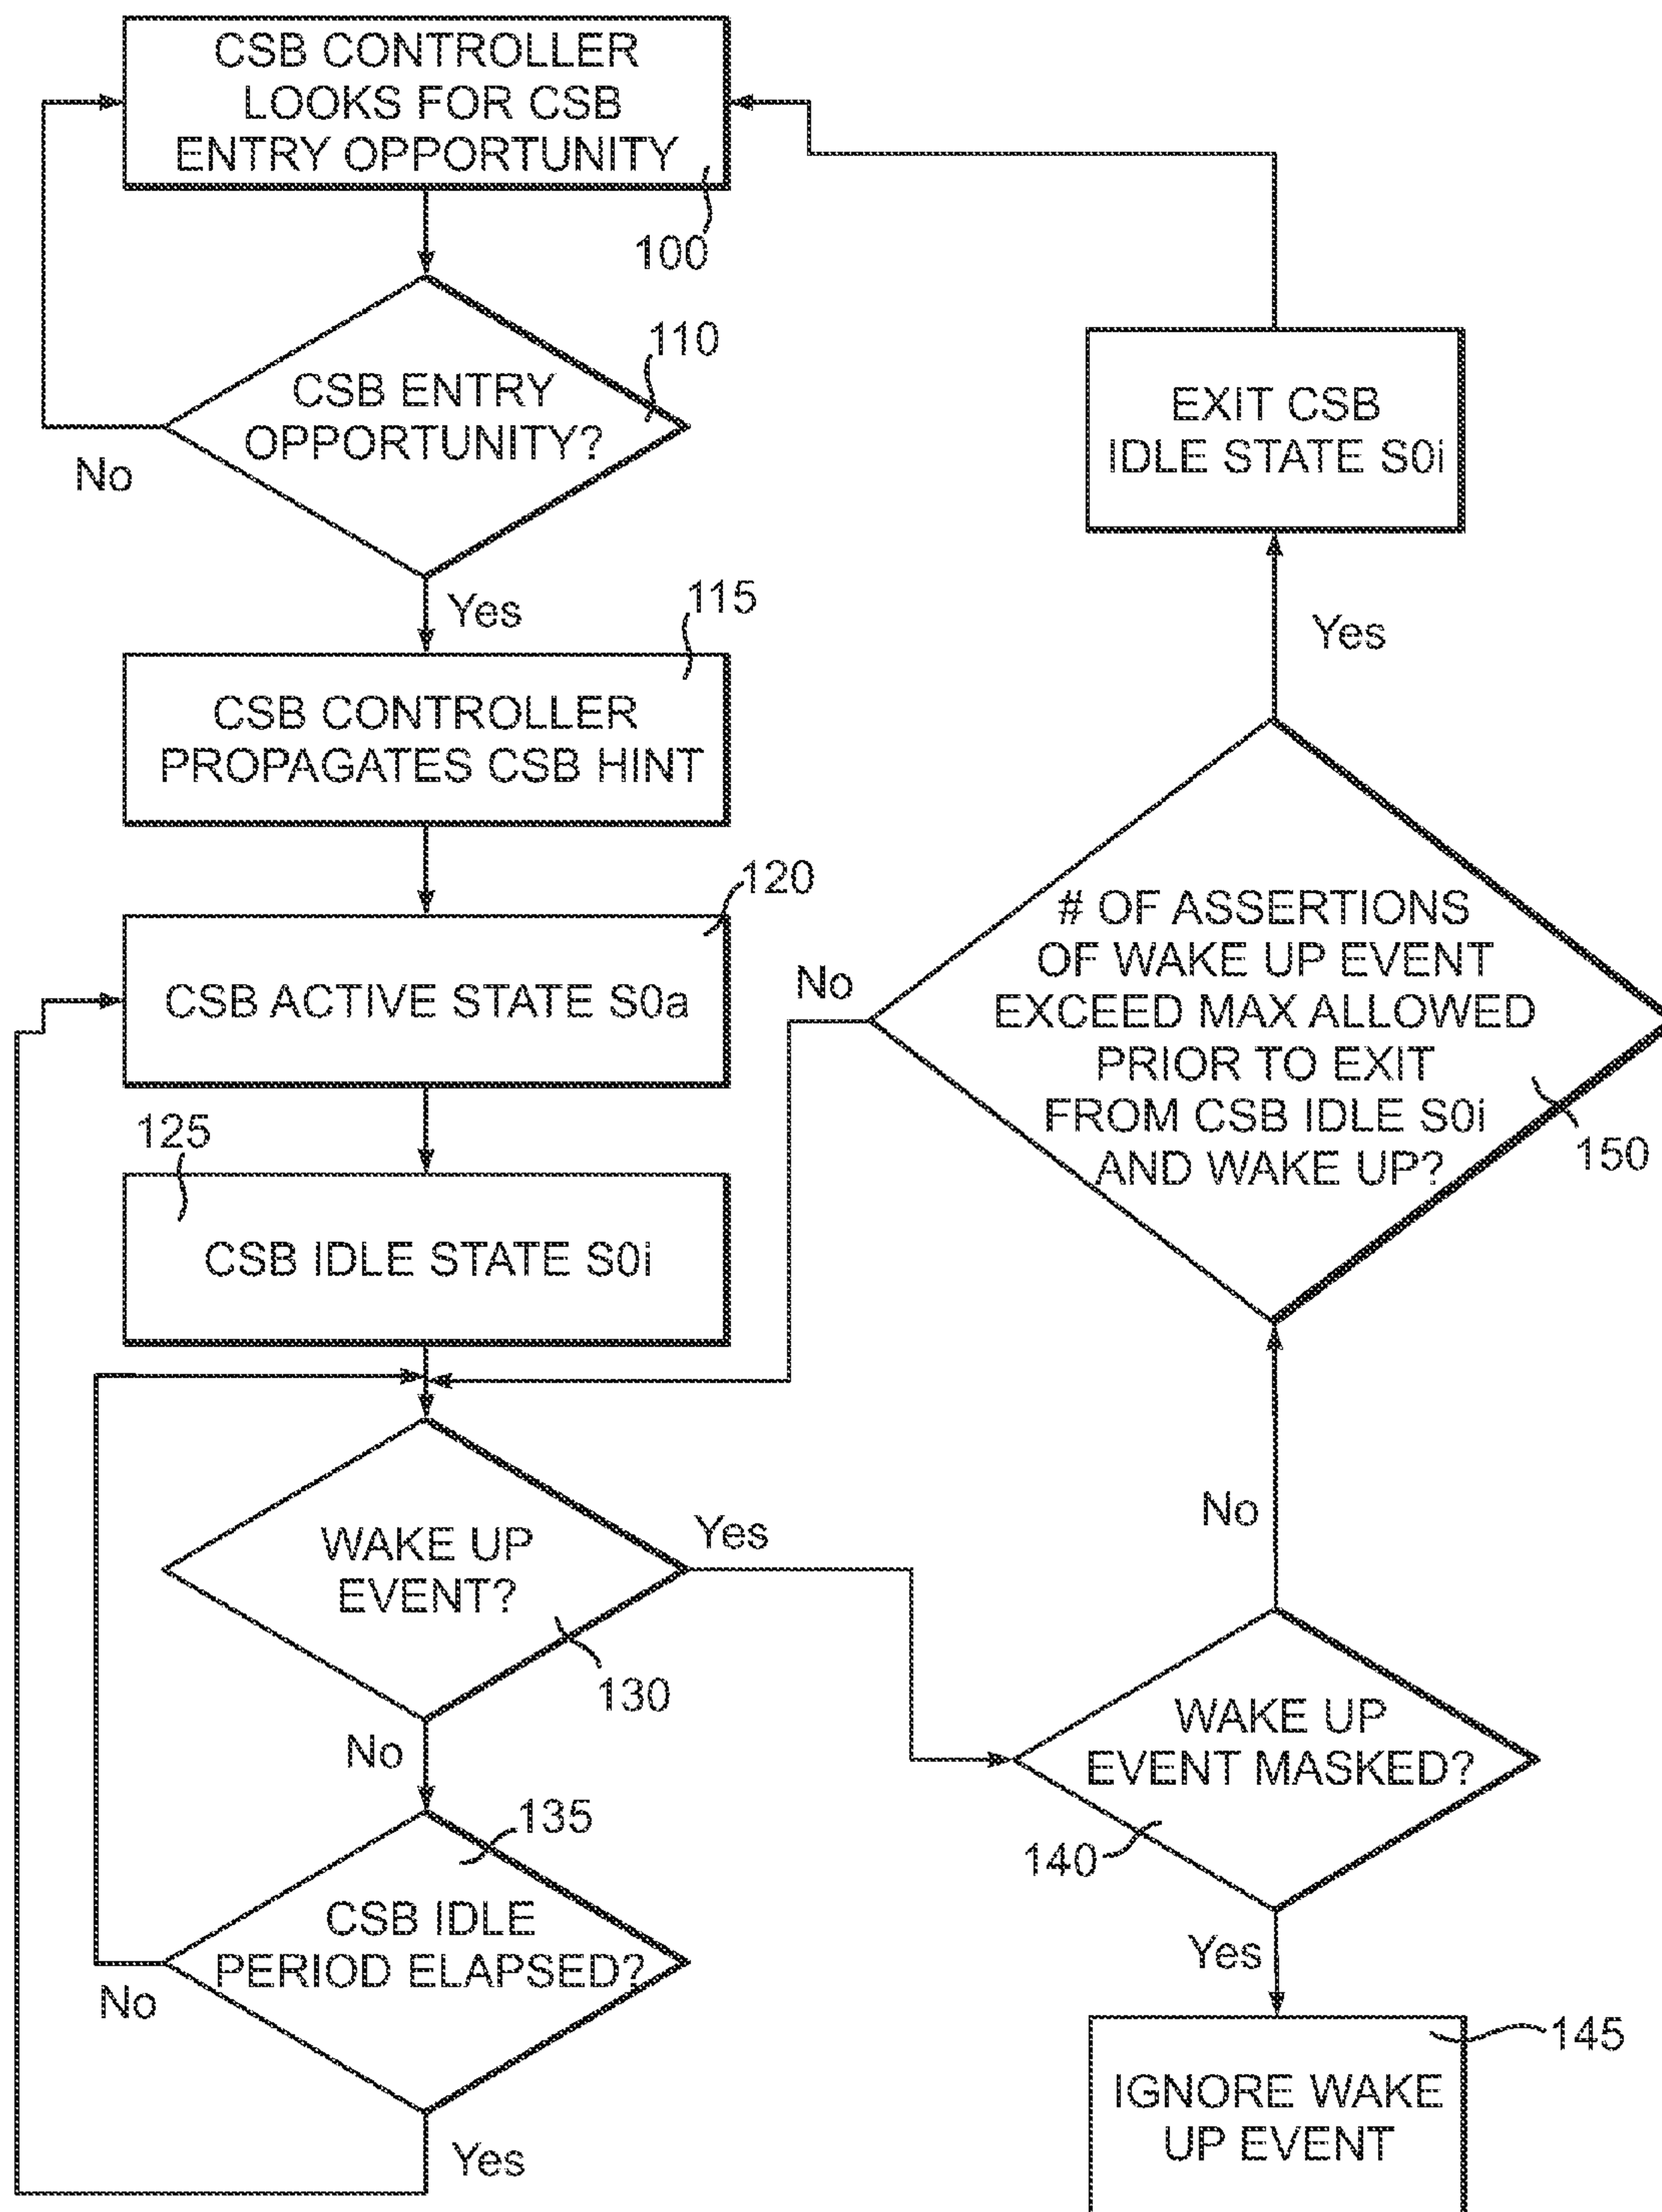 CSB CONTROLLER
LOOKS FOR CSB
ENTRY OPPORTUNITY
100
110
CSB ENTRY
OPPORTUNITY?
No
Yes
EXIT CSB
IDLE STATE S0i
Yes
115
CSB CONTROLLER
PROPAGATES CSB HINT
120
CSB ACTIVE STATE S0a
No
# OF ASSERTIONS
OF WAKE UP EVENT
EXCEED MAX ALLOWED
PRIOR TO EXIT
FROM CSB IDLE S0i
AND WAKE UP?
150
125
CSB IDLE STATE S0i
WAKE UP
EVENT?
Yes
130
No
No
WAKE UP
EVENT MASKED?
140
135
CSB IDLE
PERIOD ELAPSED?
No
Yes
Yes
145
IGNORE WAKE
UP EVENT